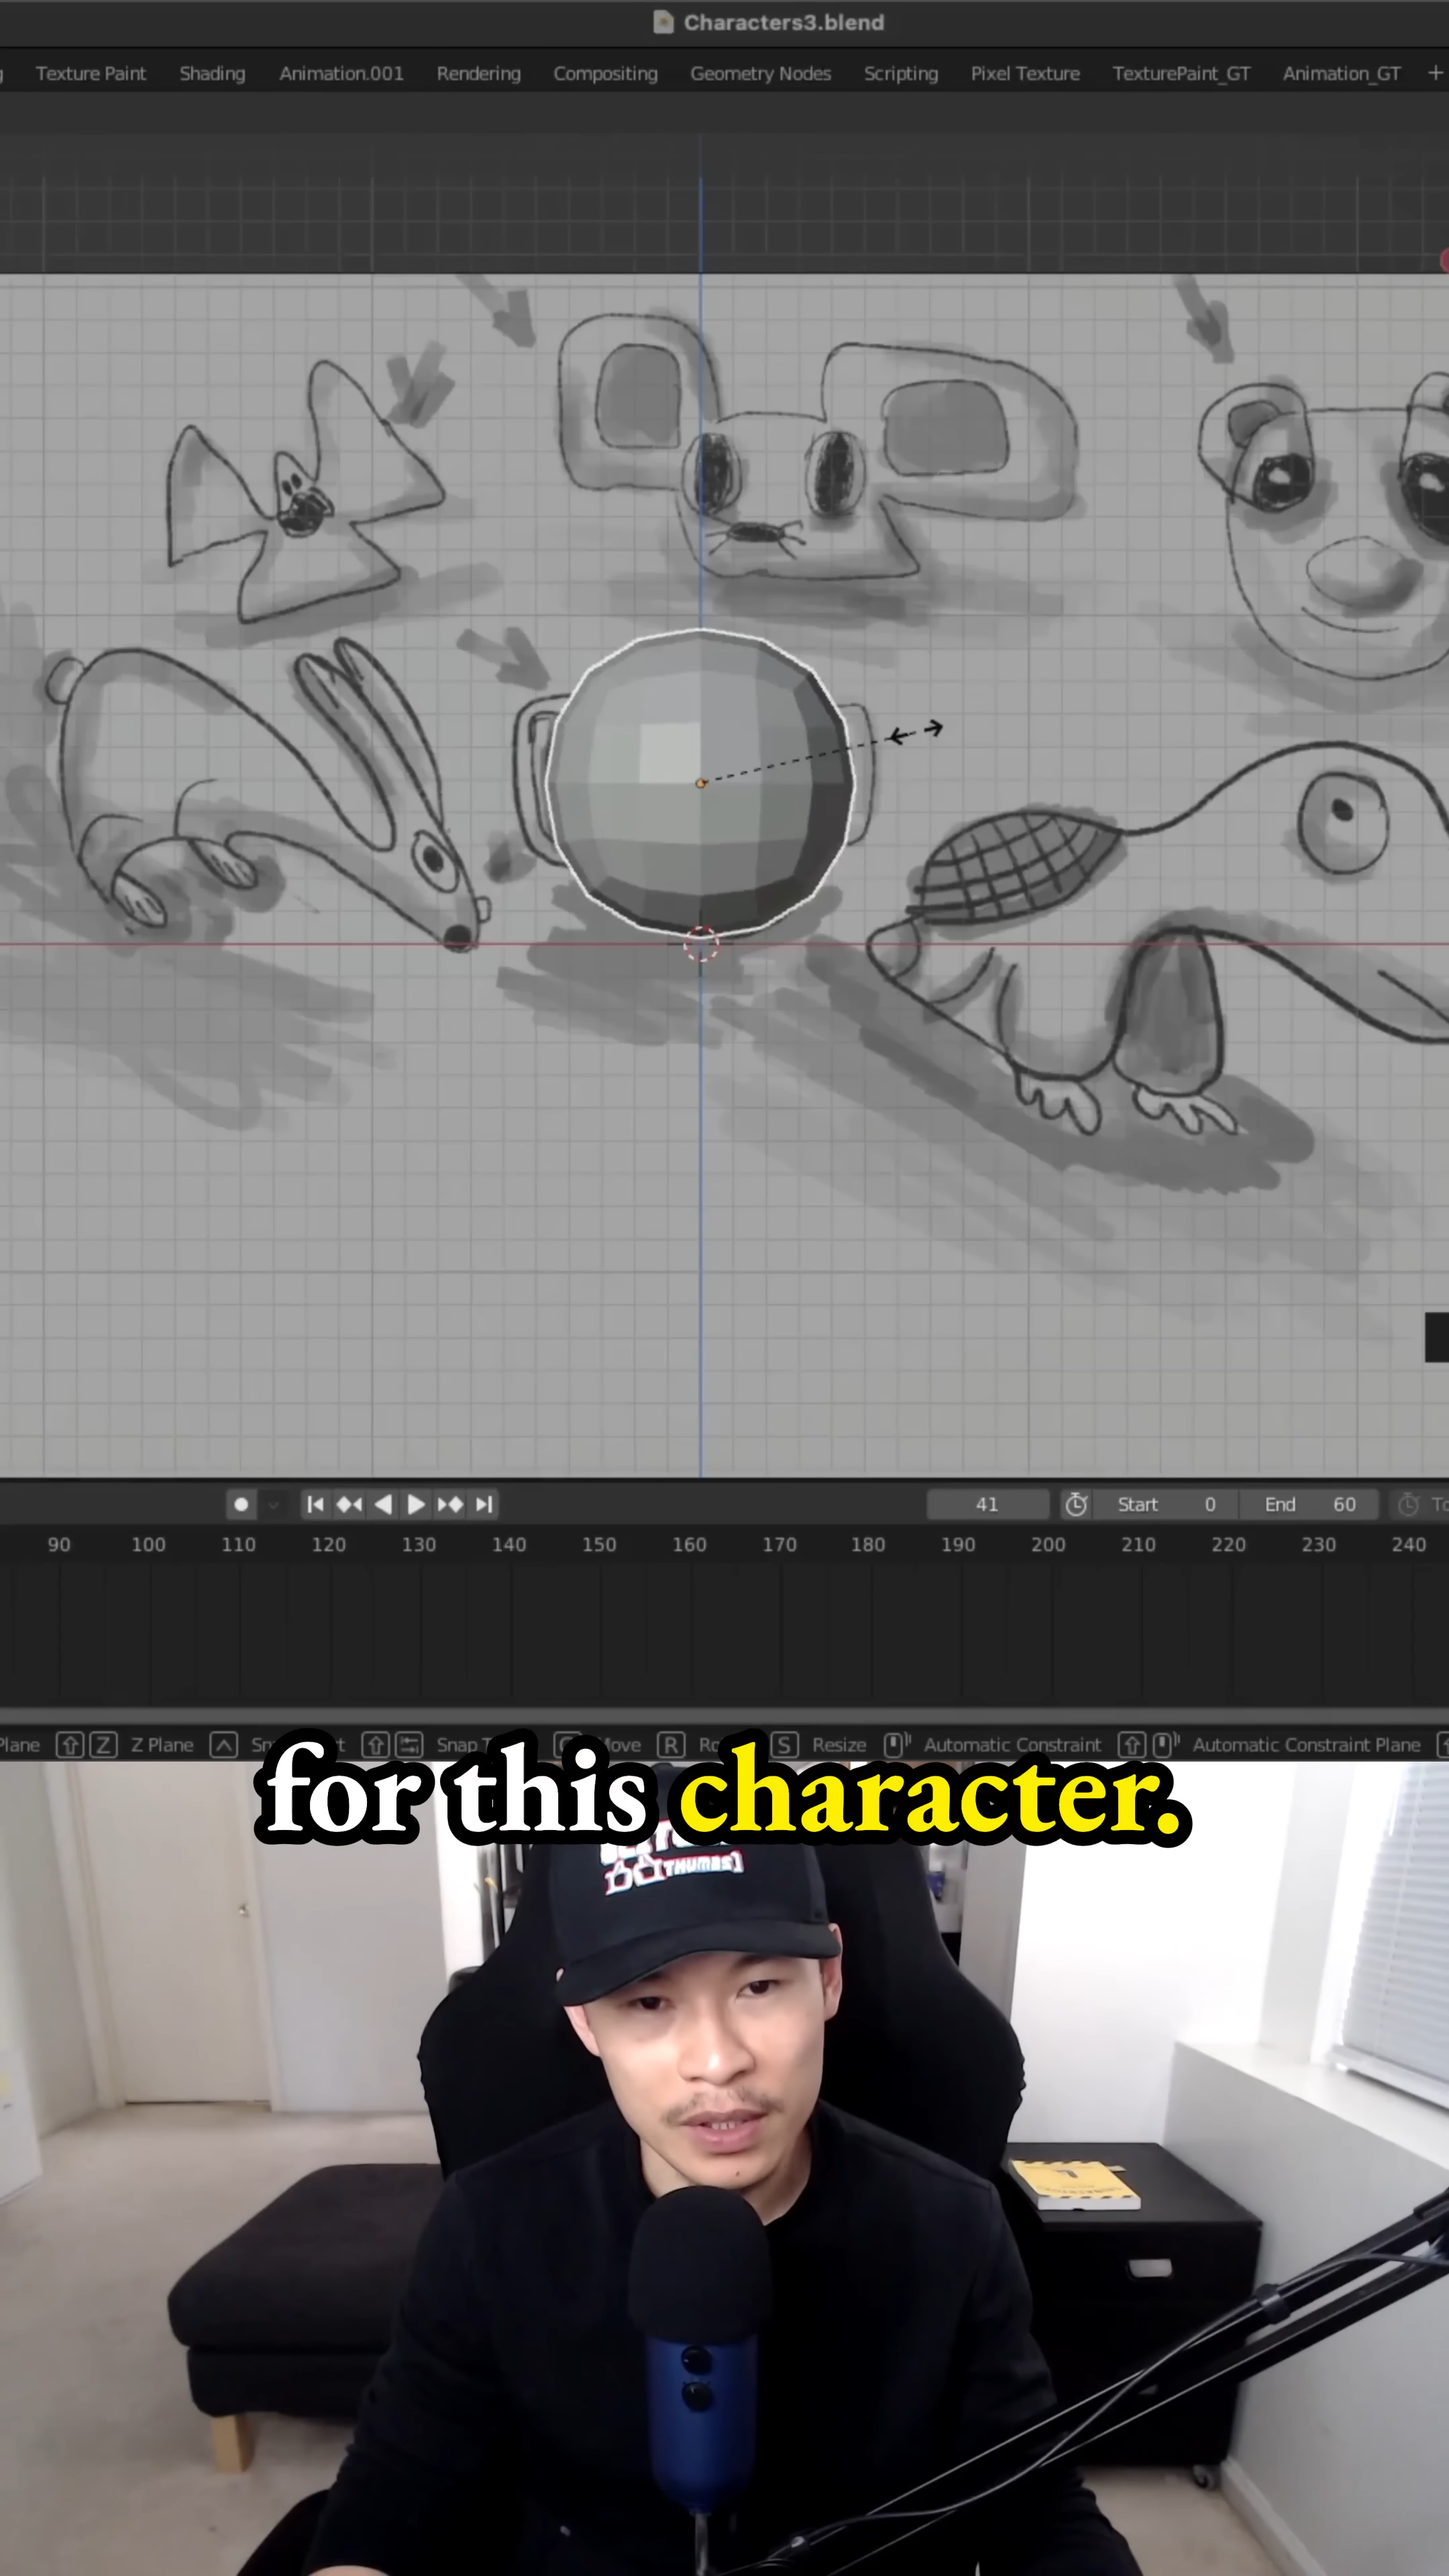 Characters3.blend
Texture Paint Shading Animation.001 Rendering Compositing Geometry Nodes Scripting Pixel Texture TexturePaint_GT Animation_GT +
41 Start 0 End 60
90 100 110 120 130 140 150 160 170 180 190 200 210 220 230 240
Plane Z Z Plane Snap R S Resize Automatic Constraint Automatic Constraint Plane
for this character.
[THUMBS]